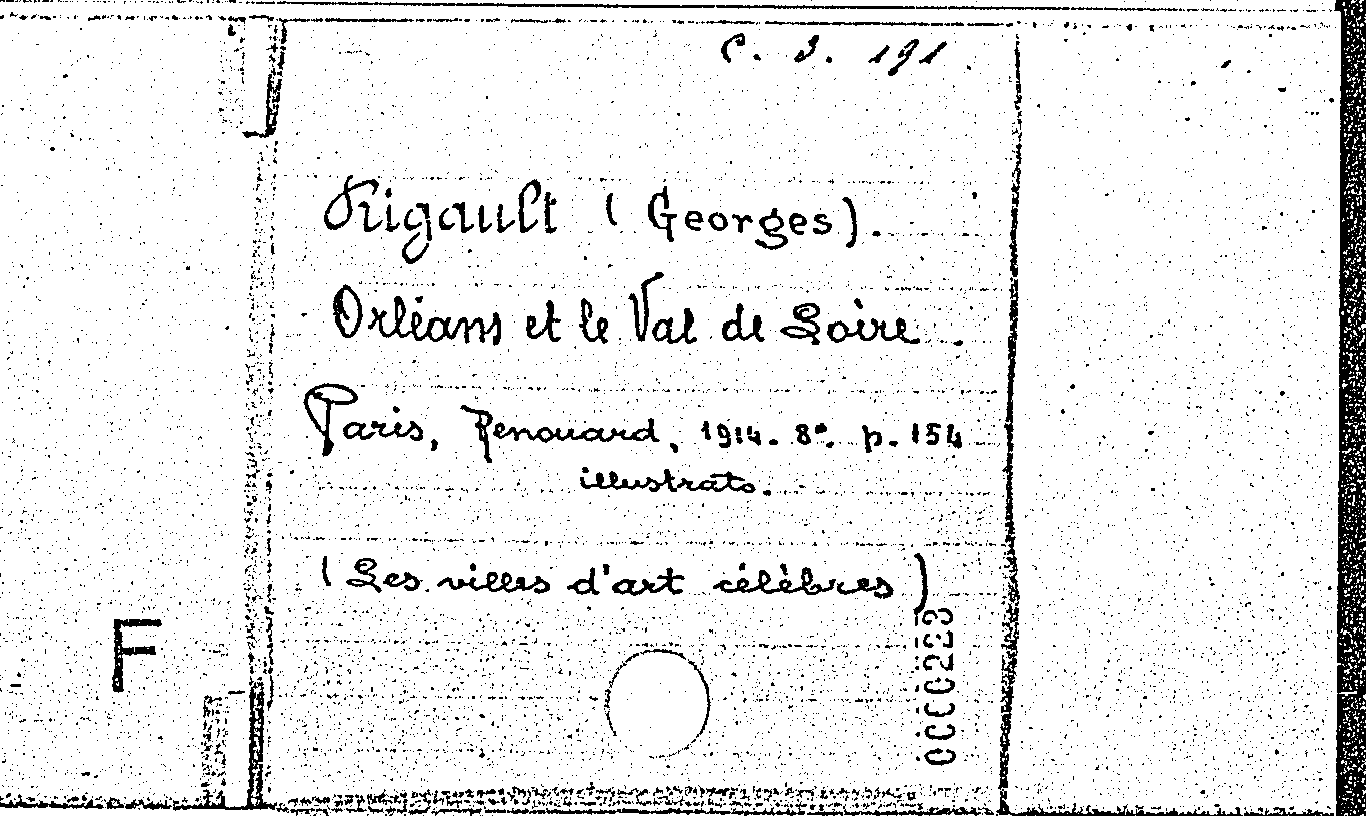 C. 3. 191.
Rigault (Georges).
Orléans et le Val de Loire.
Paris, Renouard, 1914. 8°. p. 154
illustrato.
(Les villes d'art célèbres)
F